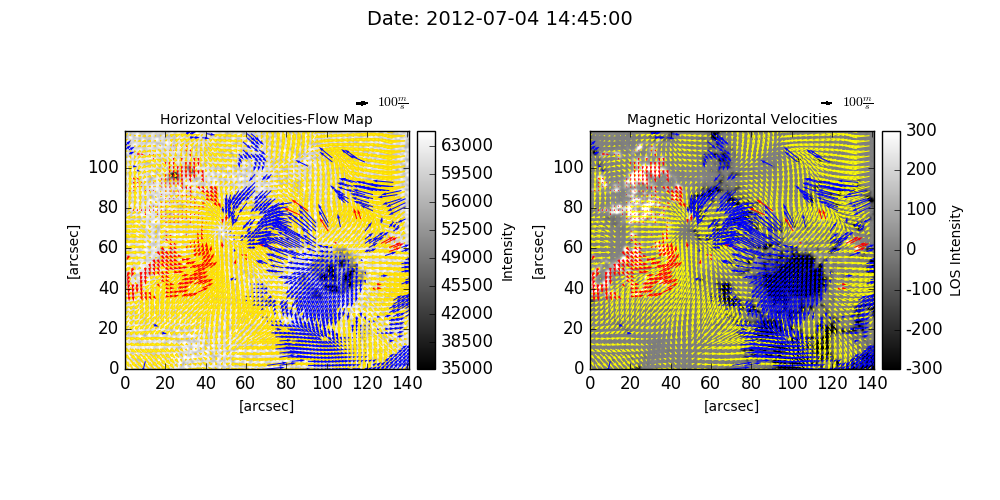 Date: 2012-07-04 14:45:00
100 m/s
Horizontal Velocities-Flow Map
100
80
60
40
20
0
0 20 40 60 80 100 120 140
[arcsec]
[arcsec]
63000
59500
56000
52500
49000
45500
42000
38500
35000
Intensity
100 m/s
Magnetic Horizontal Velocities
100
80
60
40
20
0
0 20 40 60 80 100 120 140
[arcsec]
[arcsec]
300
200
100
0
-100
-200
-300
LOS Intensity